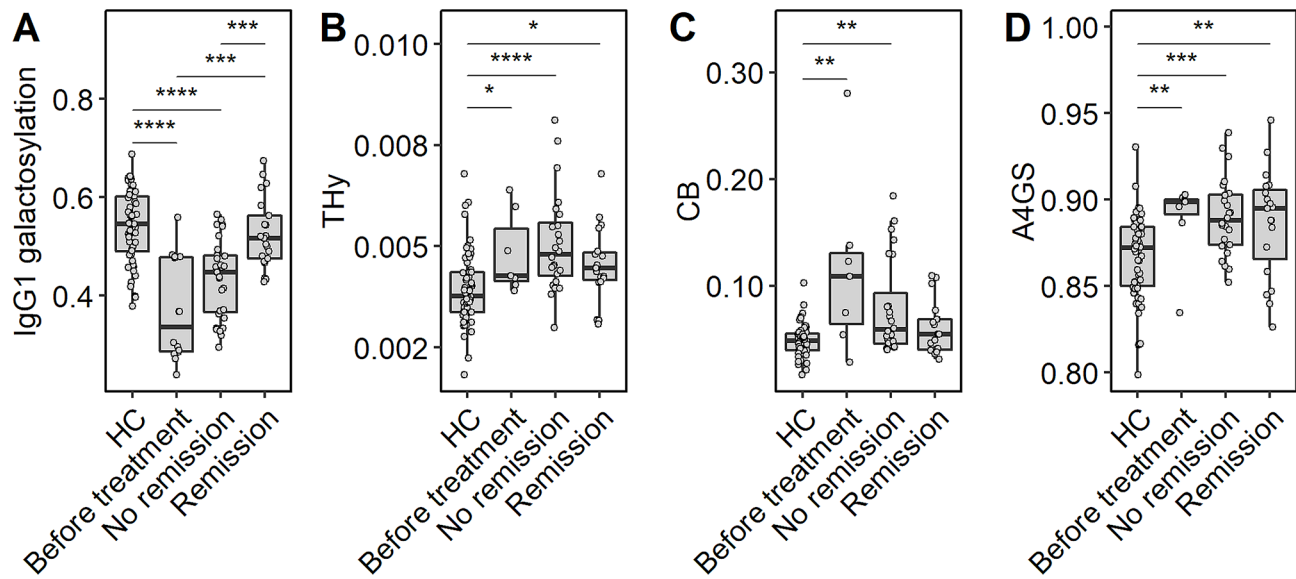 A
IgG1 galactosylation
0.8
0.6
0.4
****
****
***
***
HC
Before treatment
No remission
Remission
B
THy
0.010
0.008
0.005
0.002
*
****
*
HC
Before treatment
No remission
Remission
C
CB
0.30
0.20
0.10
**
**
HC
Before treatment
No remission
Remission
D
A4GS
1.00
0.95
0.90
0.85
0.80
**
***
**
HC
Before treatment
No remission
Remission